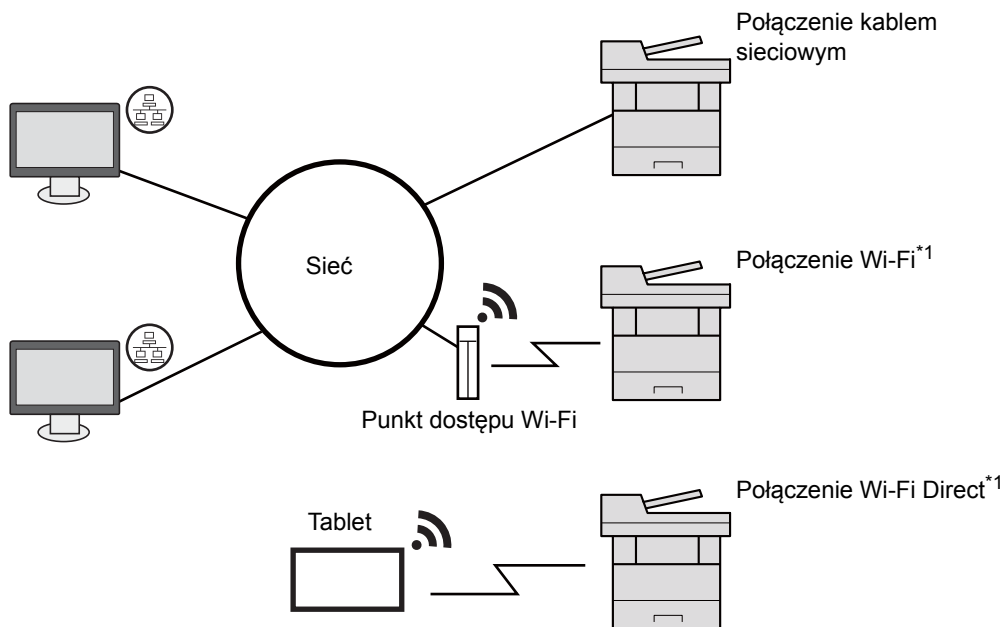 Połączenie kablem
sieciowym
Sieć
Połączenie Wi-Fi*1
Punkt dostępu Wi-Fi
Połączenie Wi-Fi Direct*1
Tablet